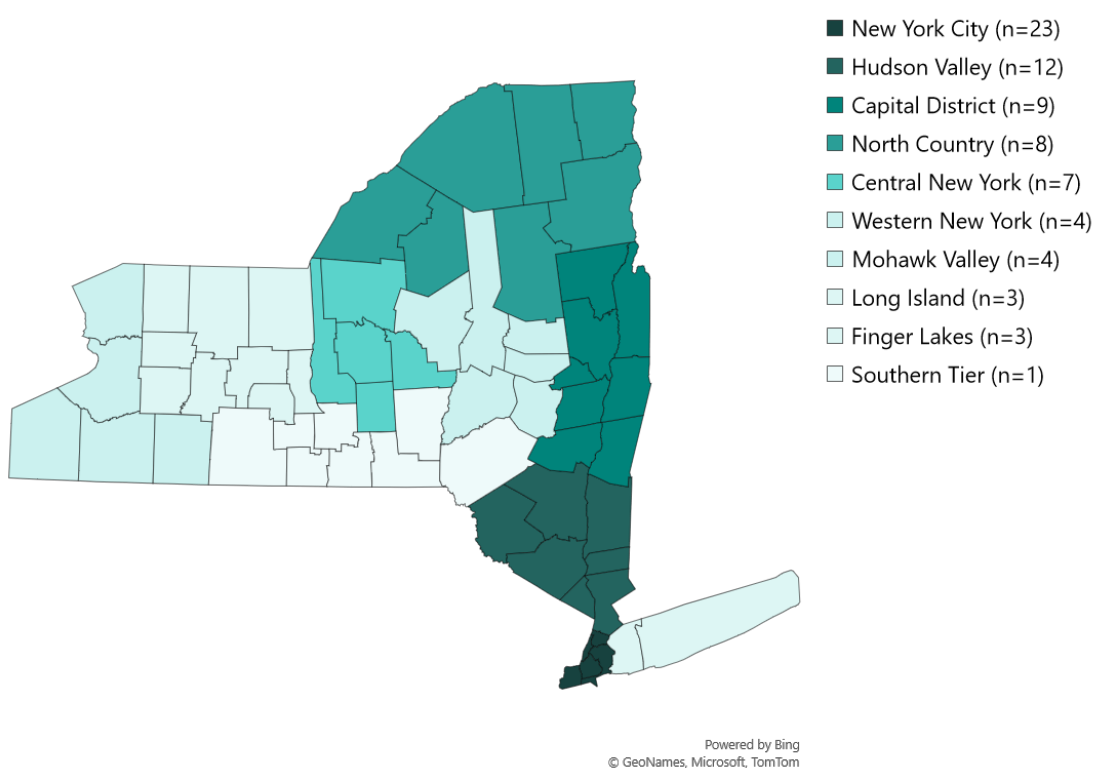 New York City (n=23)
Hudson Valley (n=12)
Capital District (n=9)
North Country (n=8)
Central New York (n=7)
Western New York (n=4)
Mohawk Valley (n=4)
Long Island (n=3)
Finger Lakes (n=3)
Southern Tier (n=1)
Powered by Bing
© GeoNames, Microsoft, TomTom